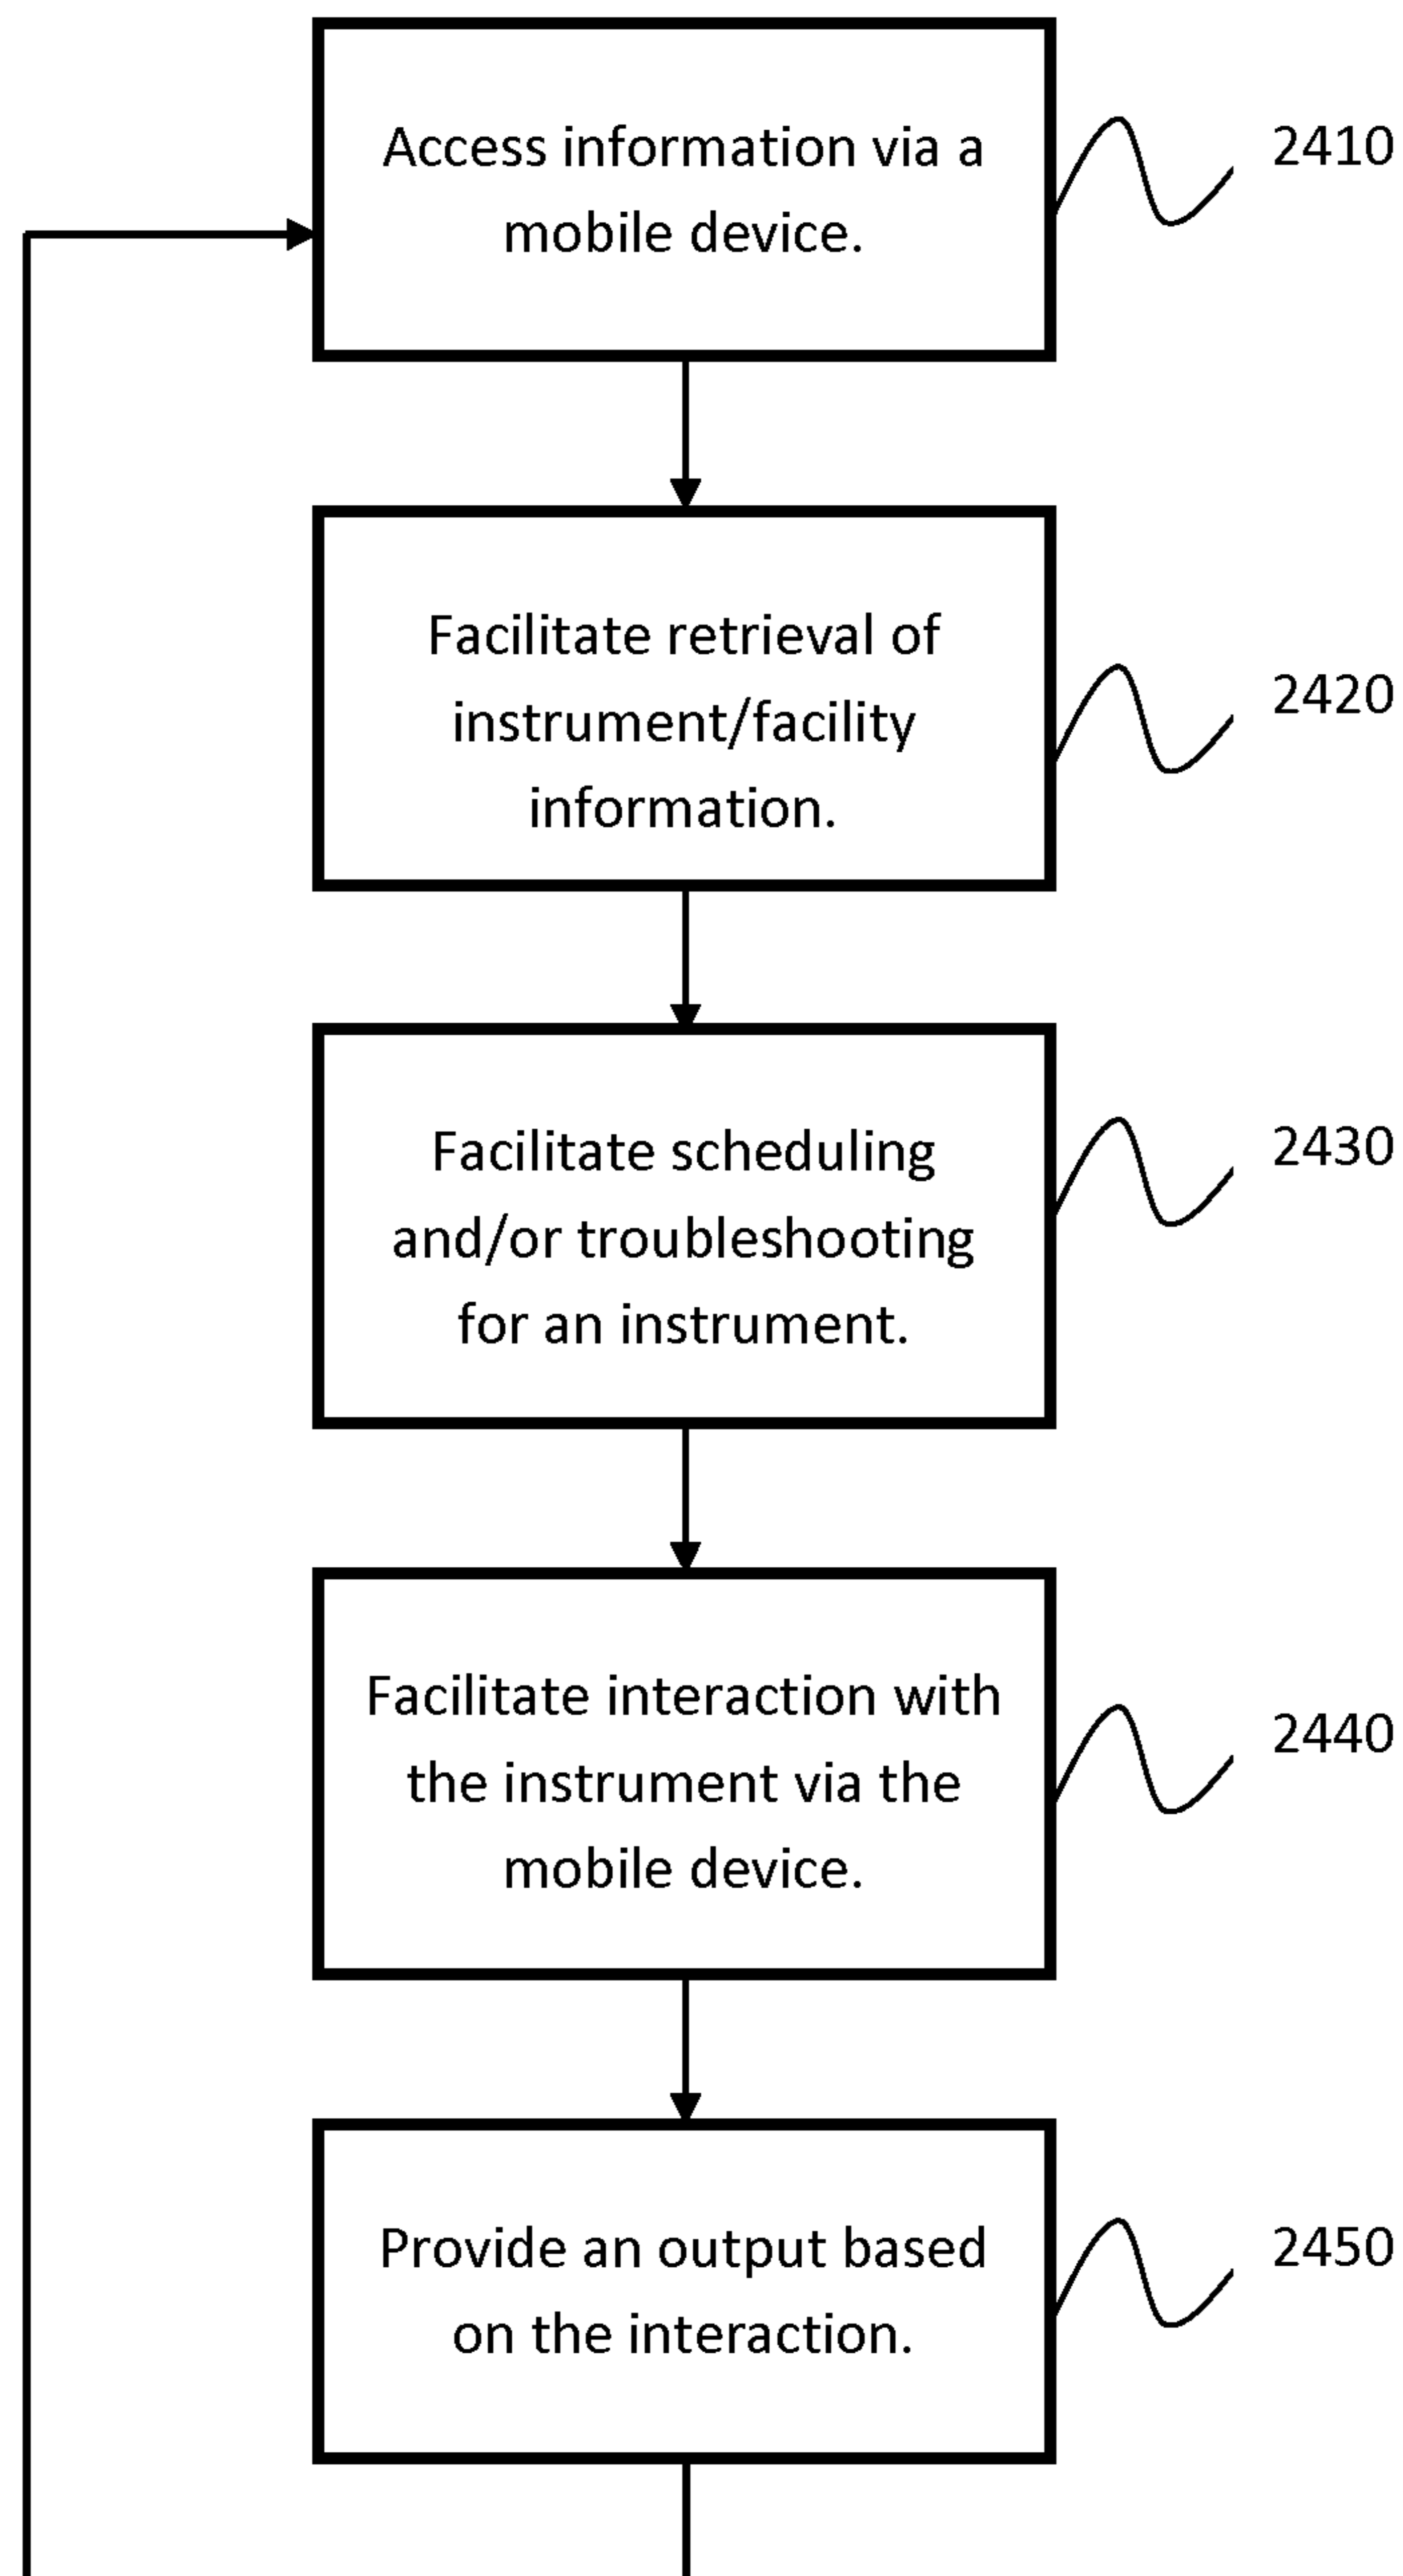 Access information via a
mobile device.
2410
Facilitate retrieval of
instrument/facility
information.
2420
Facilitate scheduling
and/or troubleshooting
for an instrument.
2430
Facilitate interaction with
the instrument via the
mobile device.
2440
Provide an output based
on the interaction.
2450